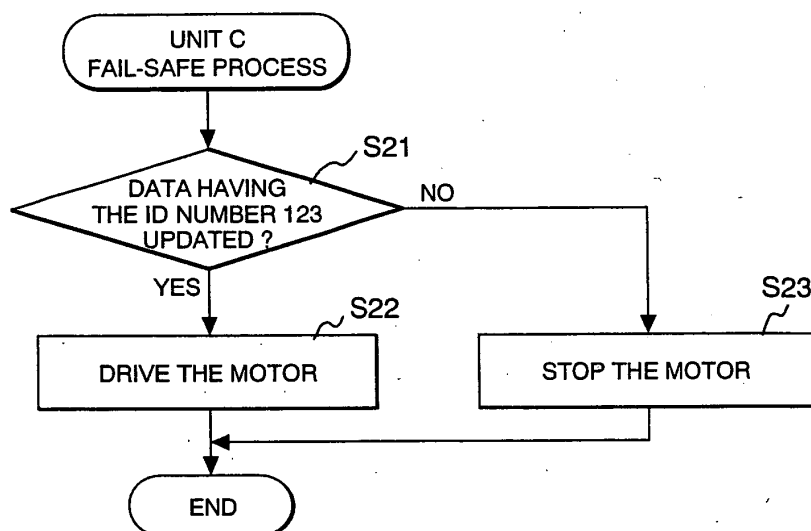 UNIT C
FAIL-SAFE PROCESS
S21
DATA HAVING
THE ID NUMBER 123
UPDATED ?
NO
YES
S22
S23
DRIVE THE MOTOR
STOP THE MOTOR
END